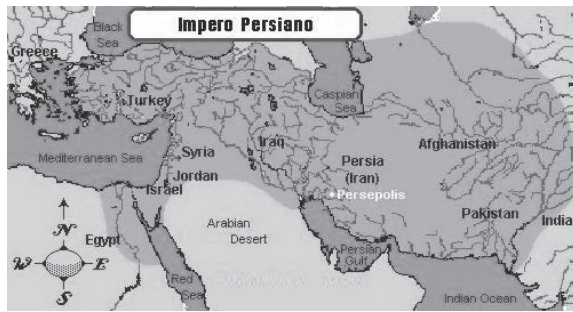 Impero Persiano
Black
Sea
Greece
Caspian
Sea
Turkey
Mediterranean Sea
Syria
Iraq
Afghanistan
Persia
(Iran)
Jordan
Israel
Persepolis
Pakistan
India
Arabian
Desert
Egypt
Persian
Gulf
Red
Sea
Indian Ocean
N
W
E
S